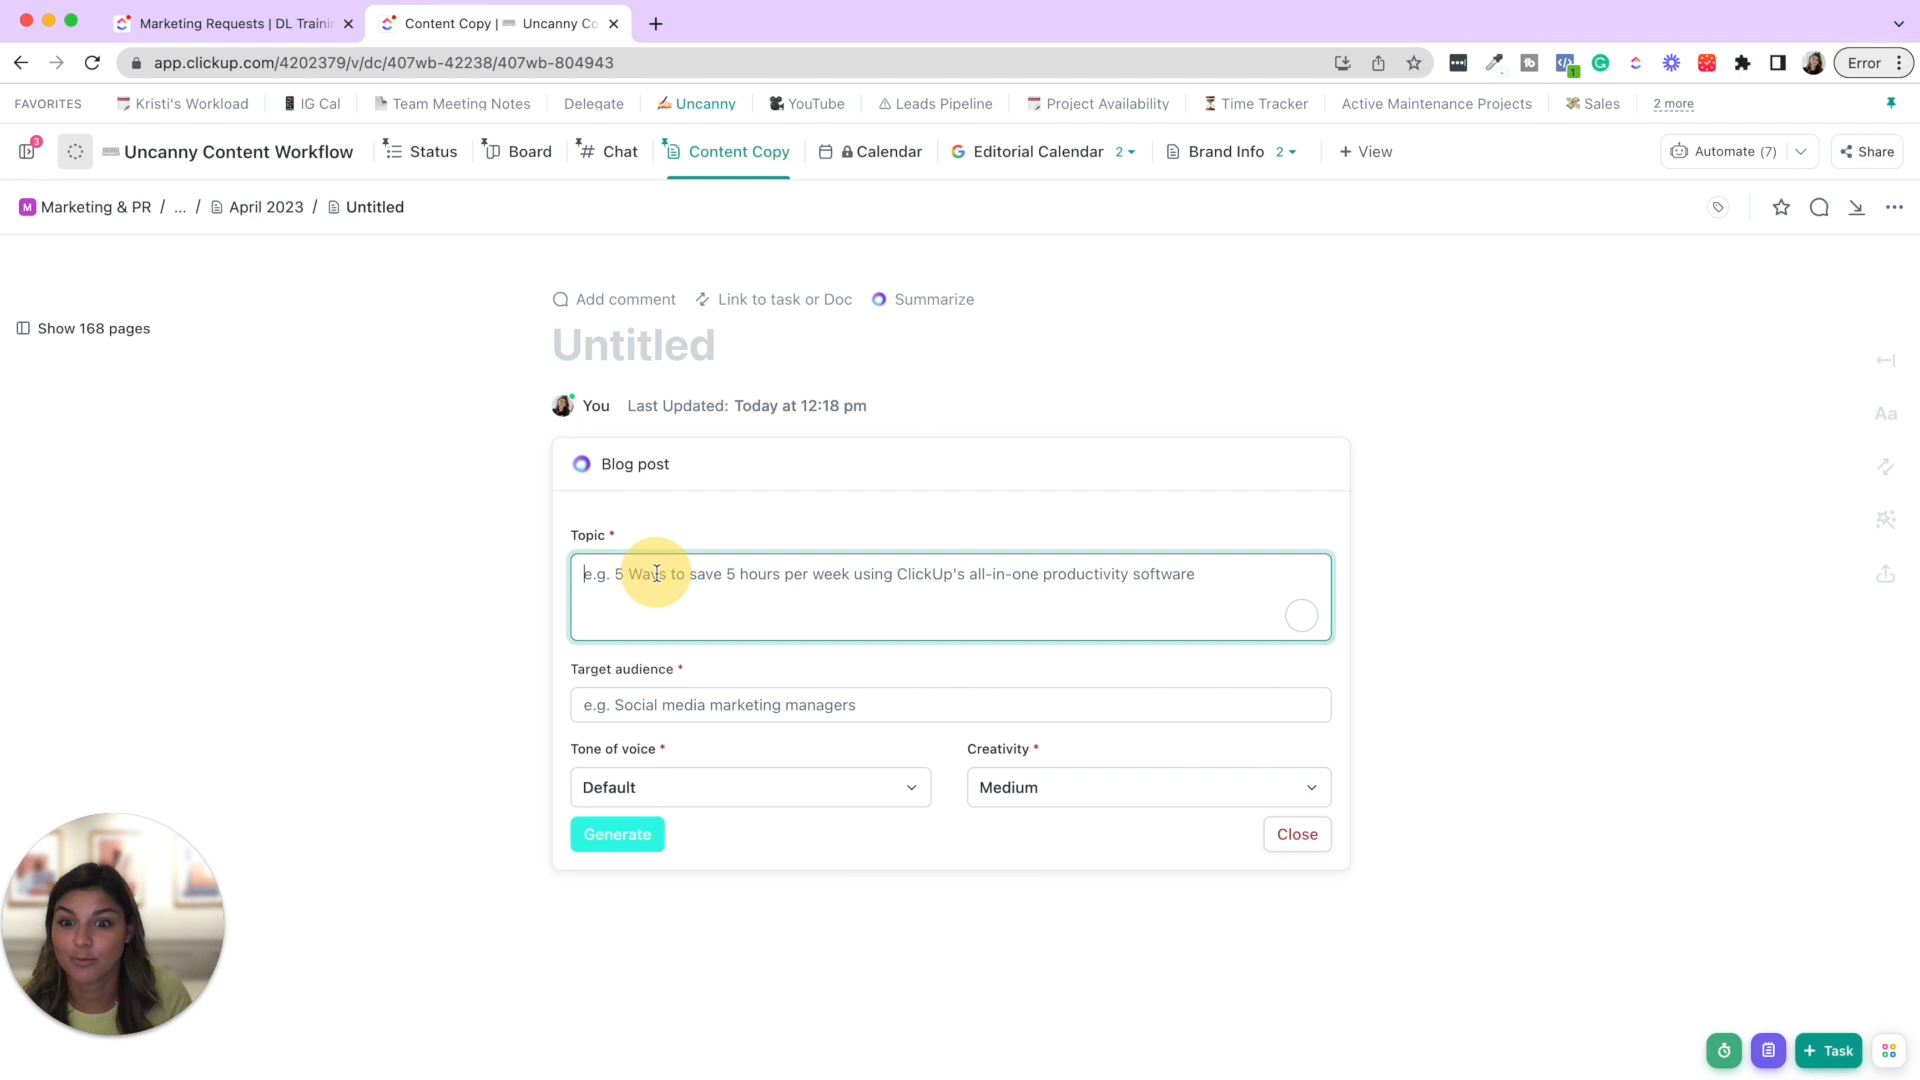 Marketing Requests | DL Trainin
Content Copy | Uncanny Co
app.clickup.com/4202379/v/dc/407wb-42238/407wb-804943
1
Error
FAVORITES Kristi's Workload IG Cal Team Meeting Notes Delegate Uncanny YouTube Leads Pipeline Project Availability Time Tracker Active Maintenance Projects Sales 2 more
3 Uncanny Content Workflow Status Board Chat Content Copy Calendar G Editorial Calendar 2 Brand Info 2 + View Automate (7) Share
M Marketing & PR / ... / April 2023 / Untitled
Add comment Link to task or Doc Summarize
Show 168 pages
Untitled
Aa
You Last Updated: Today at 12:18 pm
Blog post
Topic *
e.g. 5 Ways to save 5 hours per week using ClickUp's all-in-one productivity software
Target audience *
e.g. Social media marketing managers
Tone of voice * Creativity *
Default Medium
Generate Close
+ Task